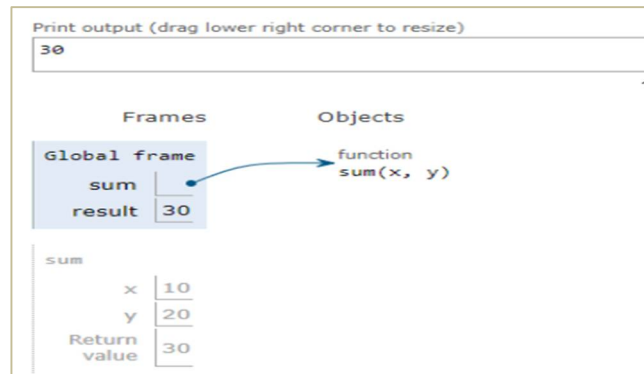 Print output (drag lower right corner to resize)
30
Frames Objects
Global frame
sum
result 30
function
sum(x, y)
sum
x 10
y 20
Return
value 30